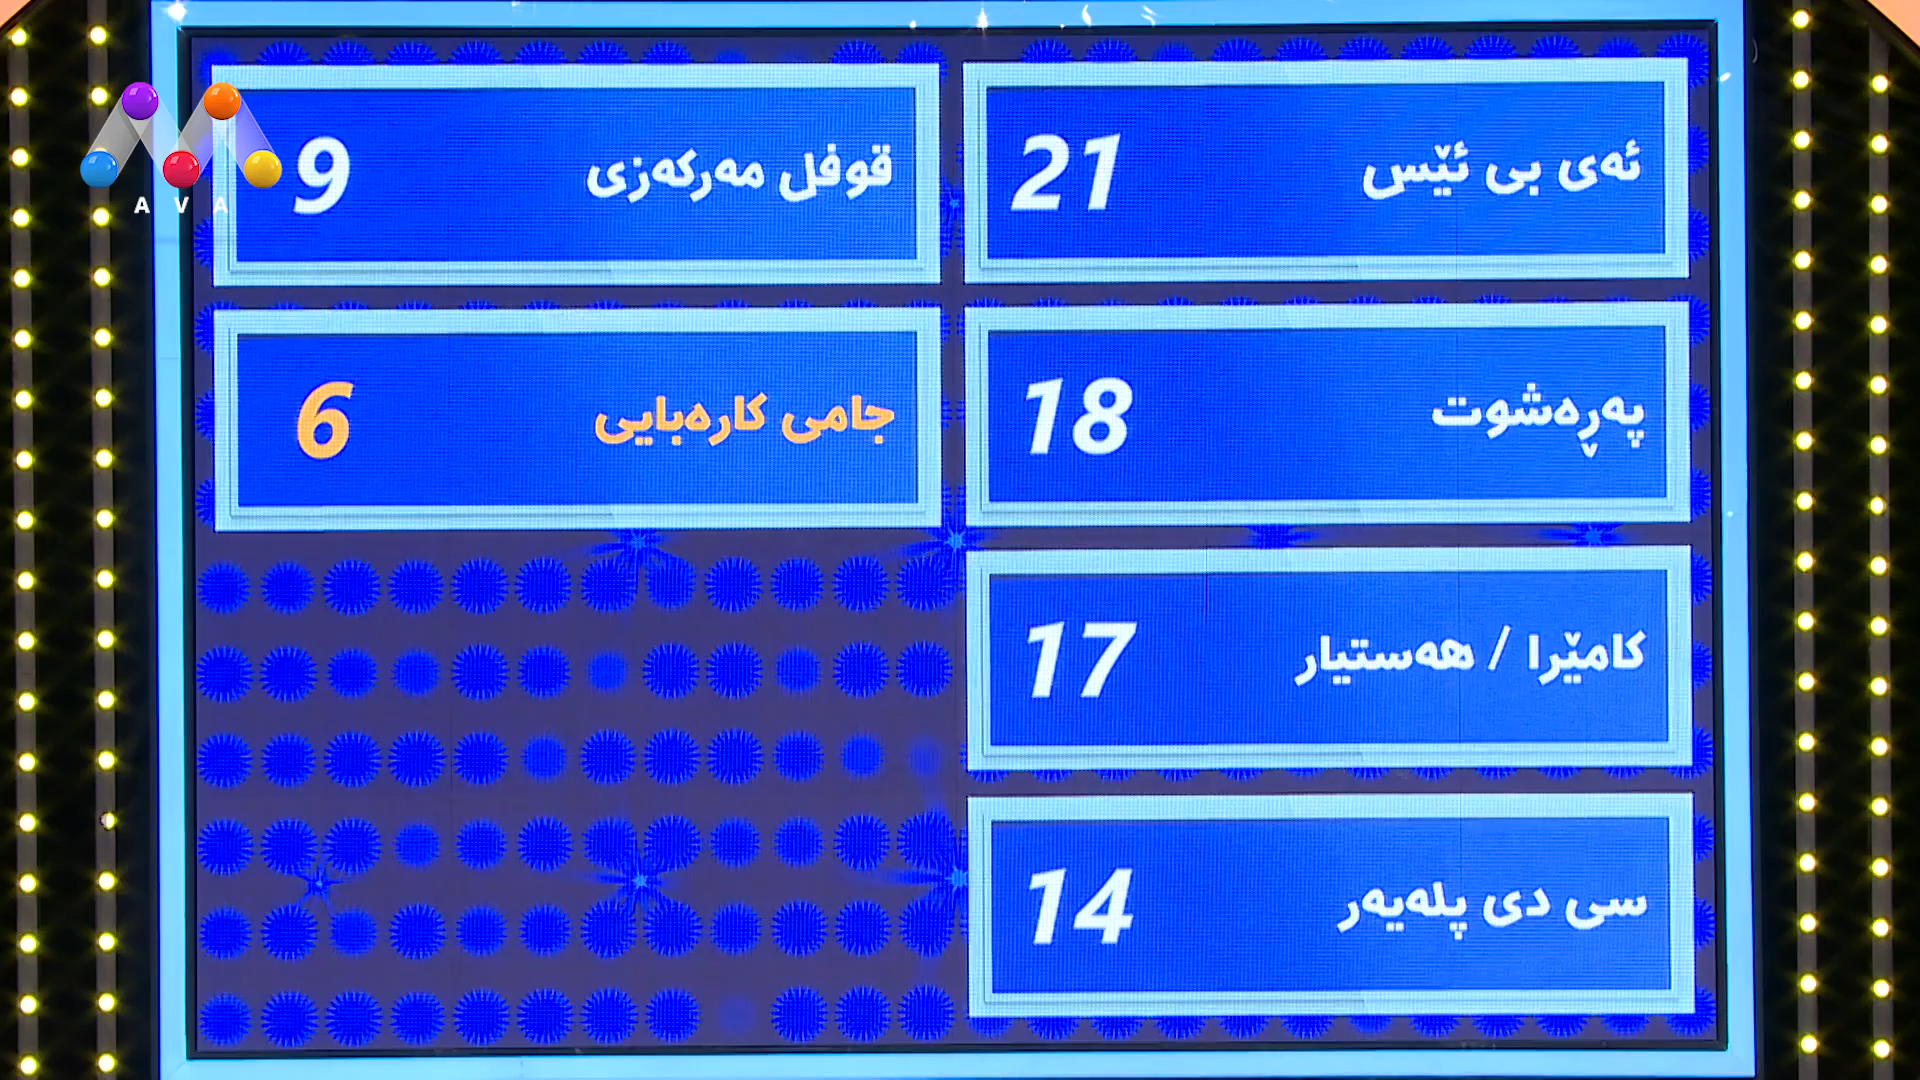 ئەی بی ئێس 21
پەڕەشوت 18
کامێرا / هەستیار 17
سی دی پلەیەر 14
قوفل مەرکەزی 9
جامی کارەبایی 6
AVA